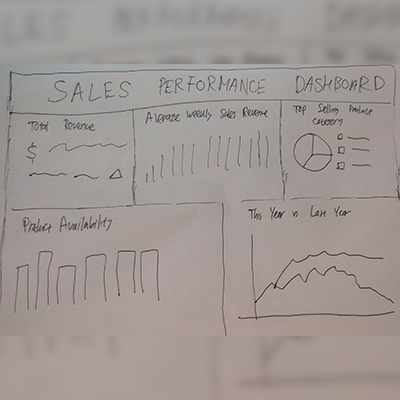 SALES PERFORMANCE DASHBOARD
Total Revenue
$
Average Weekly Sales Revenue
Top Selling Produce
Category
Product Availability
This Year vs Last Year